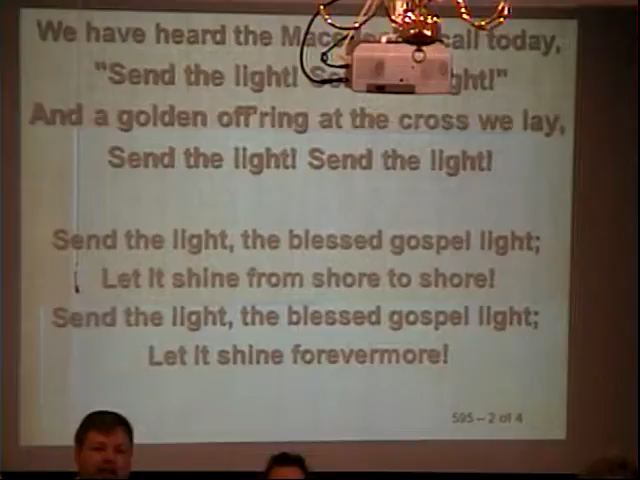 We have heard the Mac call today,
"Send the light! ght!"
And a golden off'ring at the cross we lay,
Send the light! Send the light!
Send the light, the blessed gospel light;
Let it shine from shore to shore!
Send the light, the blessed gospel light;
Let it shine forevermore!
595 – 2 of 4